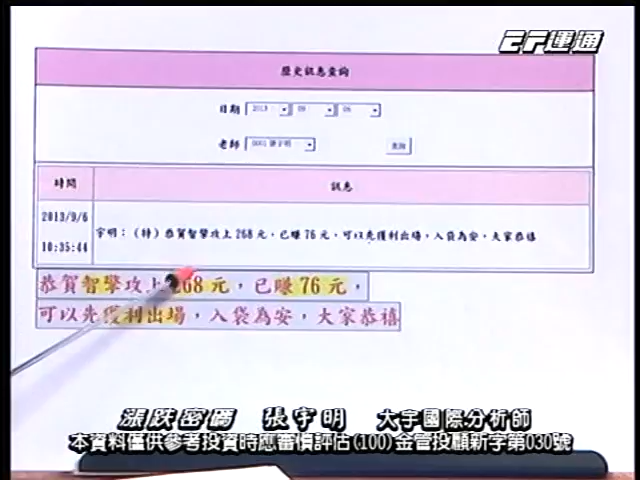 運通
歷史訊息查詢
日期 2013 09 06
老師 0001 張宇明 查詢
時間 訊息
2013/9/6
10:35:44
宇明：（特）恭賀智擎攻上268元，已賺76元，可以先獲利出場，入袋為安，大家恭禧
恭賀智擎攻上268元，已賺76元，
可以先獲利出場，入袋為安，大家恭禧
漲跌密碼 張宇明 大宇國際分析師
本資料僅供參考投資時應審慎評估(100)金管投顧新字第030號